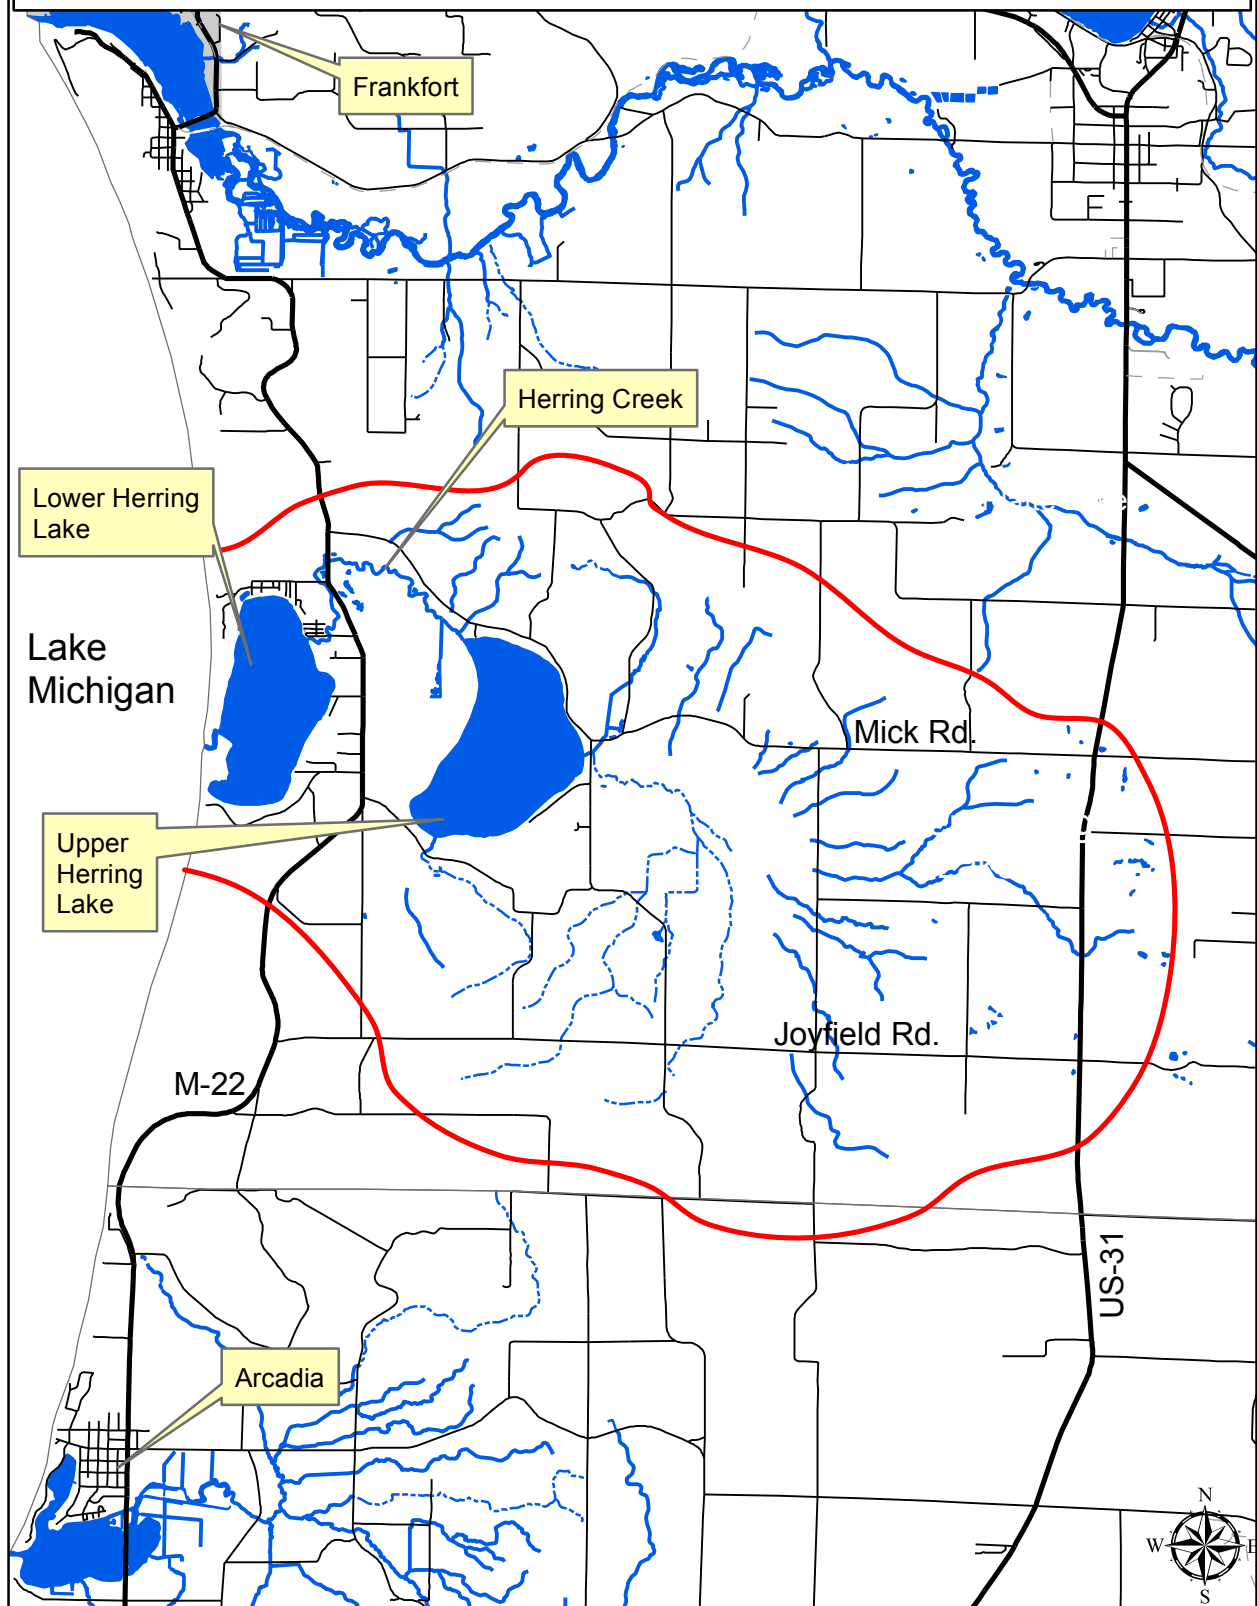 Frankfort
Herring Creek
Lower Herring
Lake
Lake
Michigan
Mick Rd.
Upper
Herring
Lake
Joyfield Rd.
M-22
US-31
Arcadia
N
W
E
S